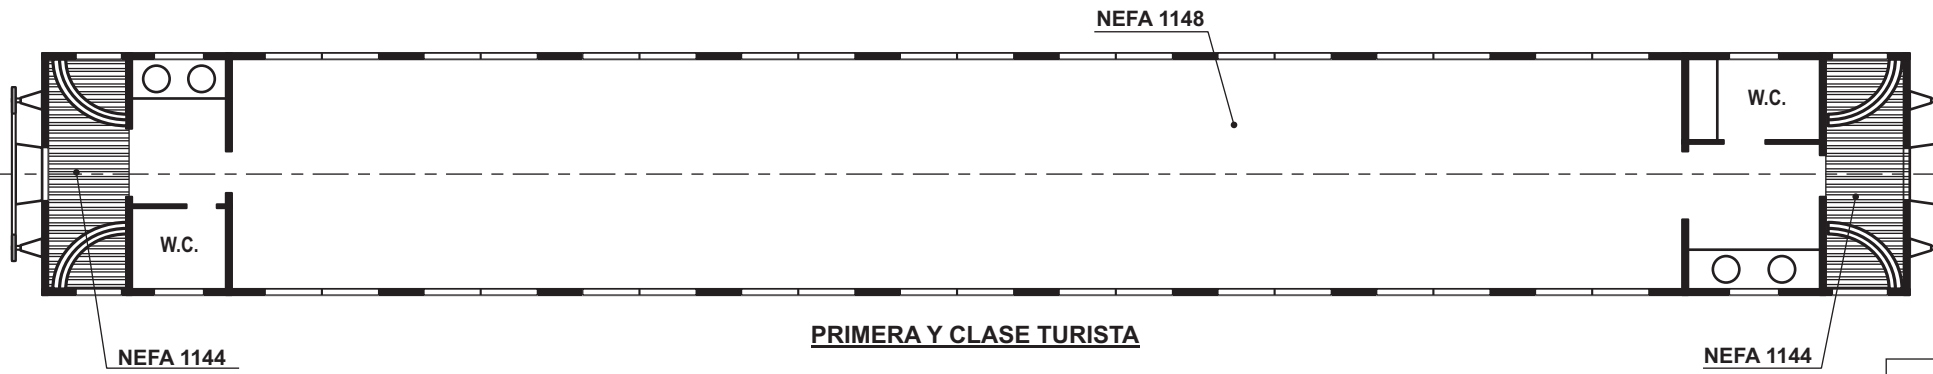 NEFA 1148
W.C.
W.C.
PRIMERA Y CLASE TURISTA
NEFA 1144
NEFA 1144